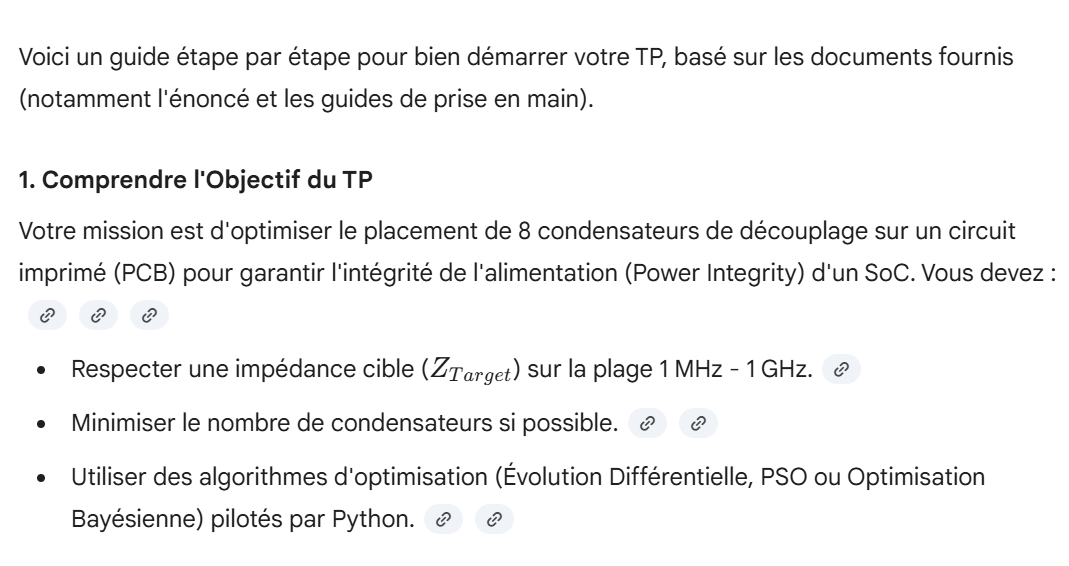 Voici un guide étape par étape pour bien démarrer votre TP, basé sur les documents fournis
(notamment l'énoncé et les guides de prise en main).
1. Comprendre l'Objectif du TP
Votre mission est d'optimiser le placement de 8 condensateurs de découplage sur un circuit
imprimé (PCB) pour garantir l'intégrité de l'alimentation (Power Integrity) d'un SoC. Vous devez :
• Respecter une impédance cible (Z_{Target}) sur la plage 1 MHz - 1 GHz.
• Minimiser le nombre de condensateurs si possible.
• Utiliser des algorithmes d'optimisation (Évolution Différentielle, PSO ou Optimisation
Bayésienne) pilotés par Python.